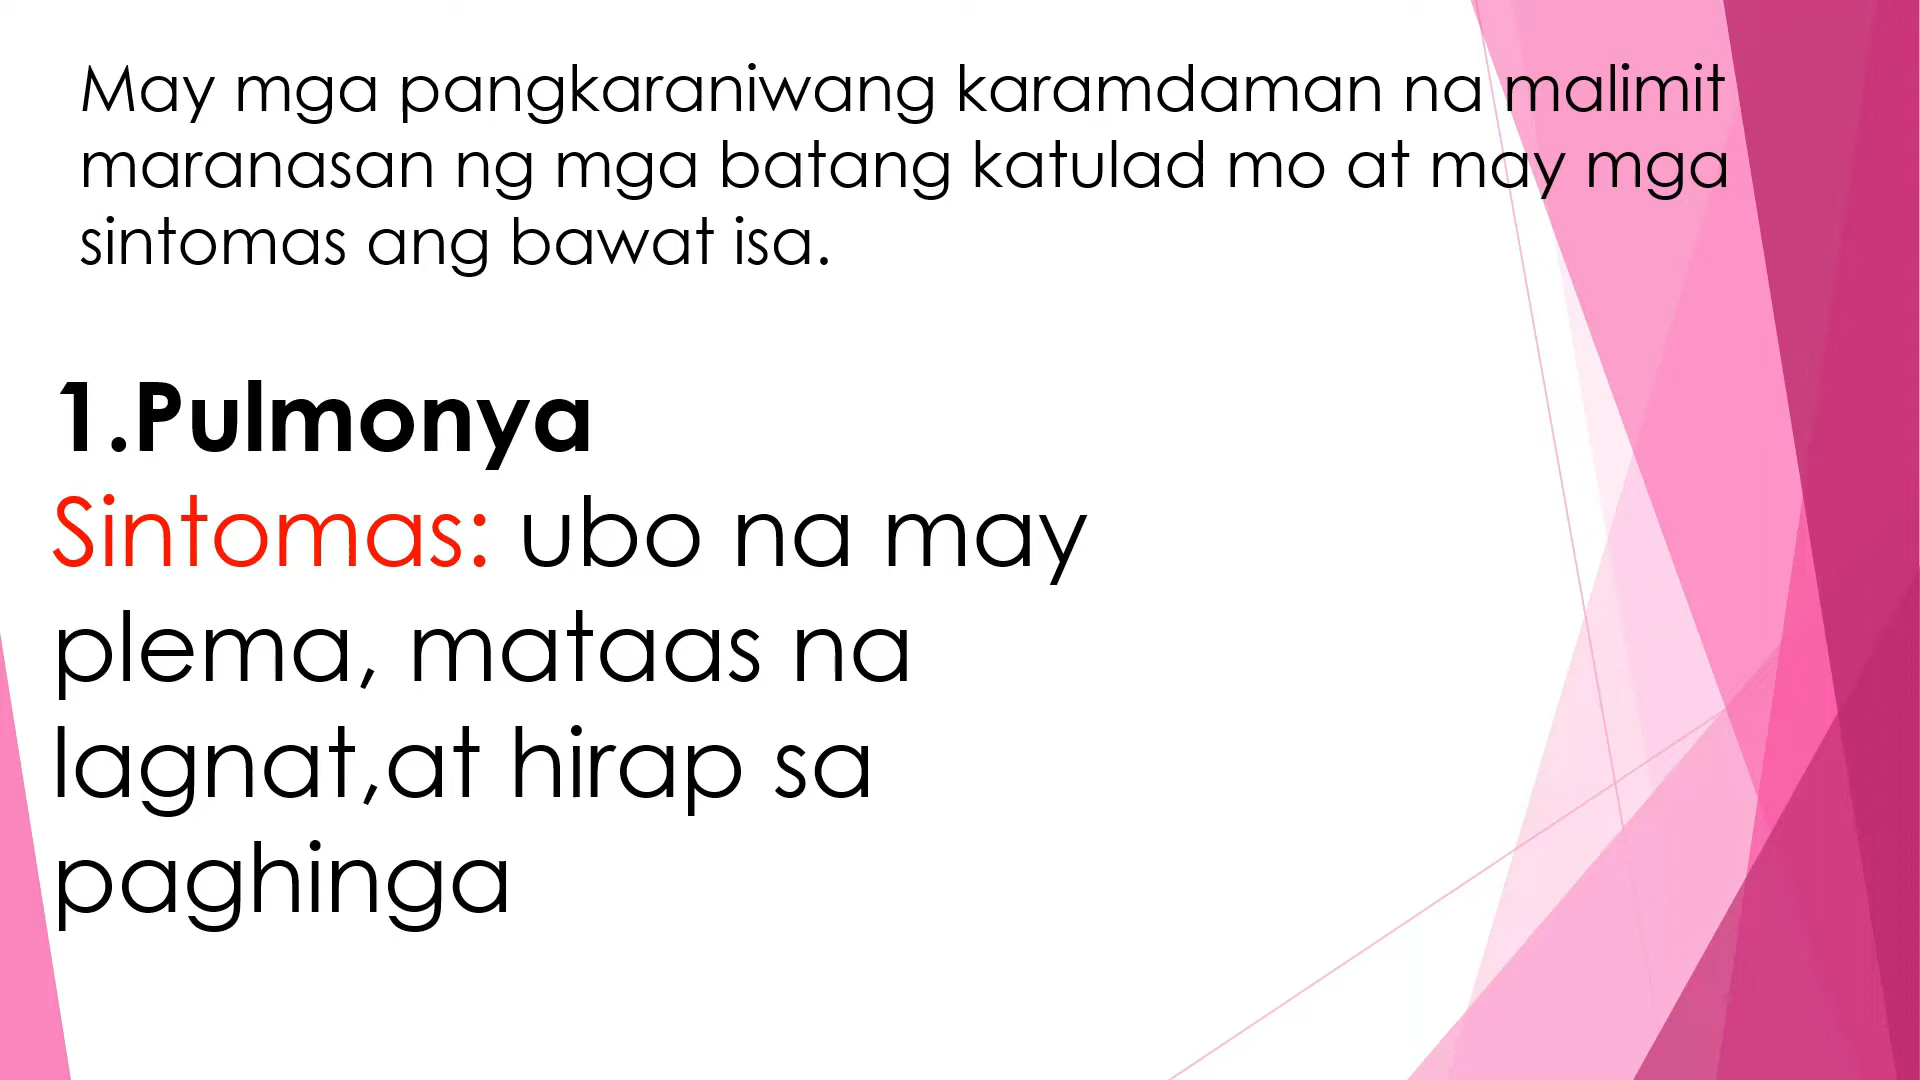 May mga pangkaraniwang karamdaman na malimit
maranasan ng mga batang katulad mo at may mga
sintomas ang bawat isa.
1.Pulmonya
Sintomas: ubo na may
plema, mataas na
lagnat,at hirap sa
paghinga